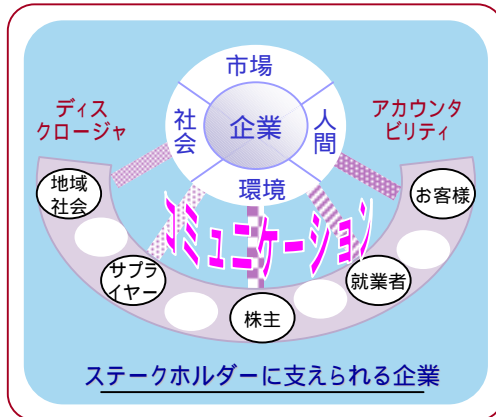 市場
ディス
クロージャ
アカウンタ
ビリティ
社会
企業
人間
環境
地域
社会
お客様
コミュニケーション
サプラ
イヤー
就業者
株主
ステークホルダーに支えられる企業